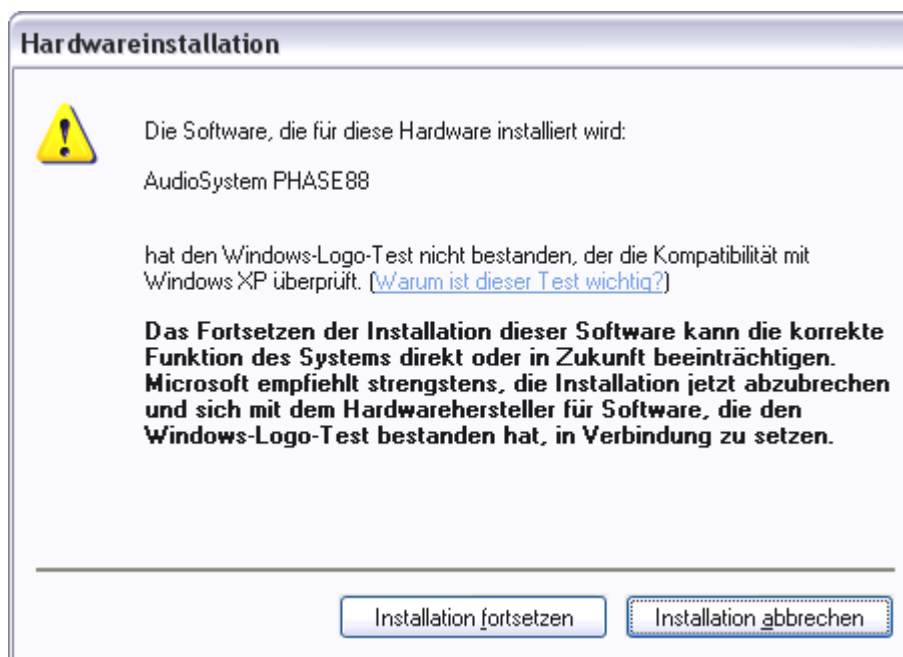 Hardwareinstallation
Die Software, die für diese Hardware installiert wird:
AudioSystem PHASE88
hat den Windows-Logo-Test nicht bestanden, der die Kompatibilität mit
Windows XP überprüft. (Warum ist dieser Test wichtig?)
Das Fortsetzen der Installation dieser Software kann die korrekte
Funktion des Systems direkt oder in Zukunft beeinträchtigen.
Microsoft empfiehlt strengstens, die Installation jetzt abzubrechen
und sich mit dem Hardwarehersteller für Software, die den
Windows-Logo-Test bestanden hat, in Verbindung zu setzen.
Installation fortsetzen
Installation abbrechen